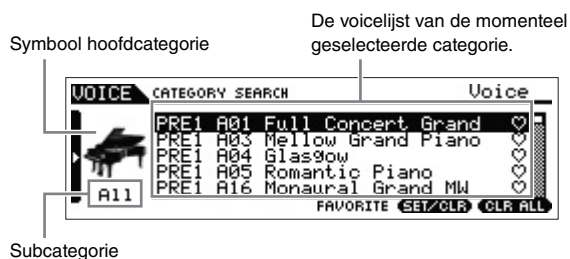 De voicelijst van de momenteel
geselecteerde categorie.
Symbool hoofdcategorie
VOICE CATEGORY SEARCH Voice
PRE1 A01 Full Concert Grand
PRE1 A03 Mellow Grand Piano
PRE1 A04 Glasgow
PRE1 A05 Romantic Piano
PRE1 A16 Monaural Grand MW
All
FAVORITE SET/CLR CLR ALL
Subcategorie